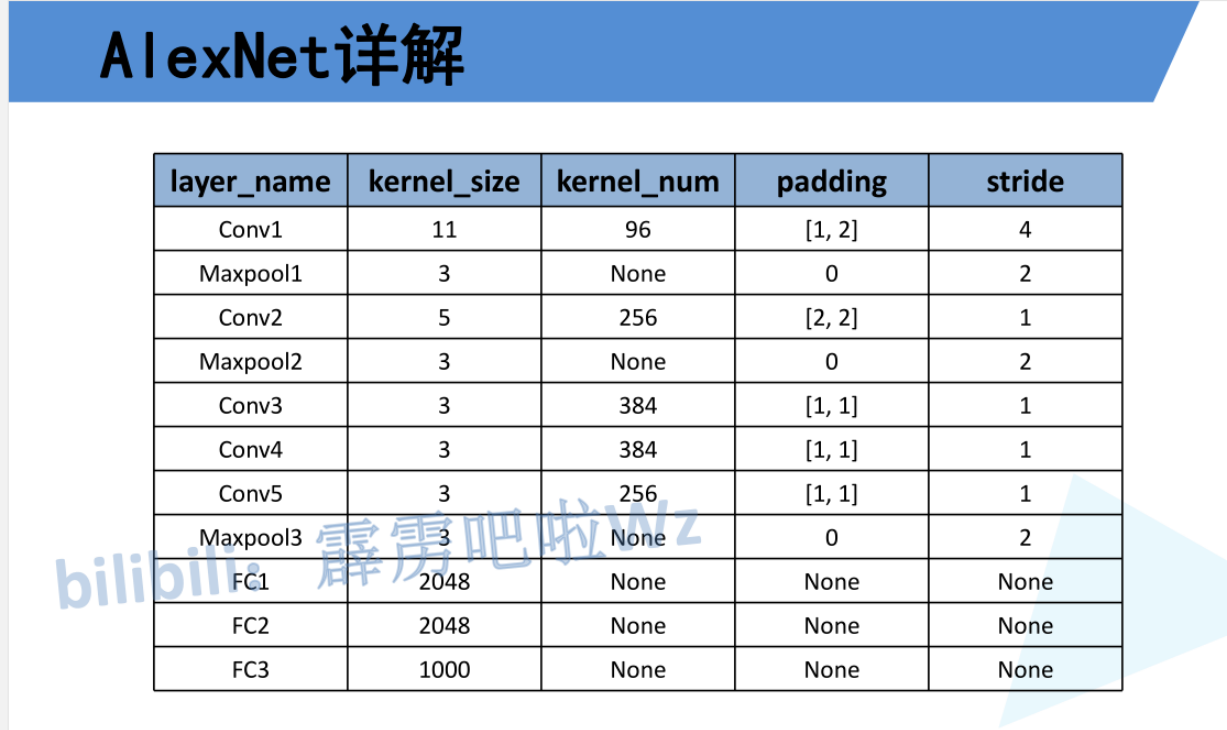 AlexNet详解
layer_name kernel_size kernel_num padding stride
Conv1 11 96 [1, 2] 4
Maxpool1 3 None 0 2
Conv2 5 256 [2, 2] 1
Maxpool2 3 None 0 2
Conv3 3 384 [1, 1] 1
Conv4 3 384 [1, 1] 1
Conv5 3 256 [1, 1] 1
Maxpool3 3 None 0 2
FC1 2048 None None None
FC2 2048 None None None
FC3 1000 None None None
bilibili: 霹雳吧啦Wz